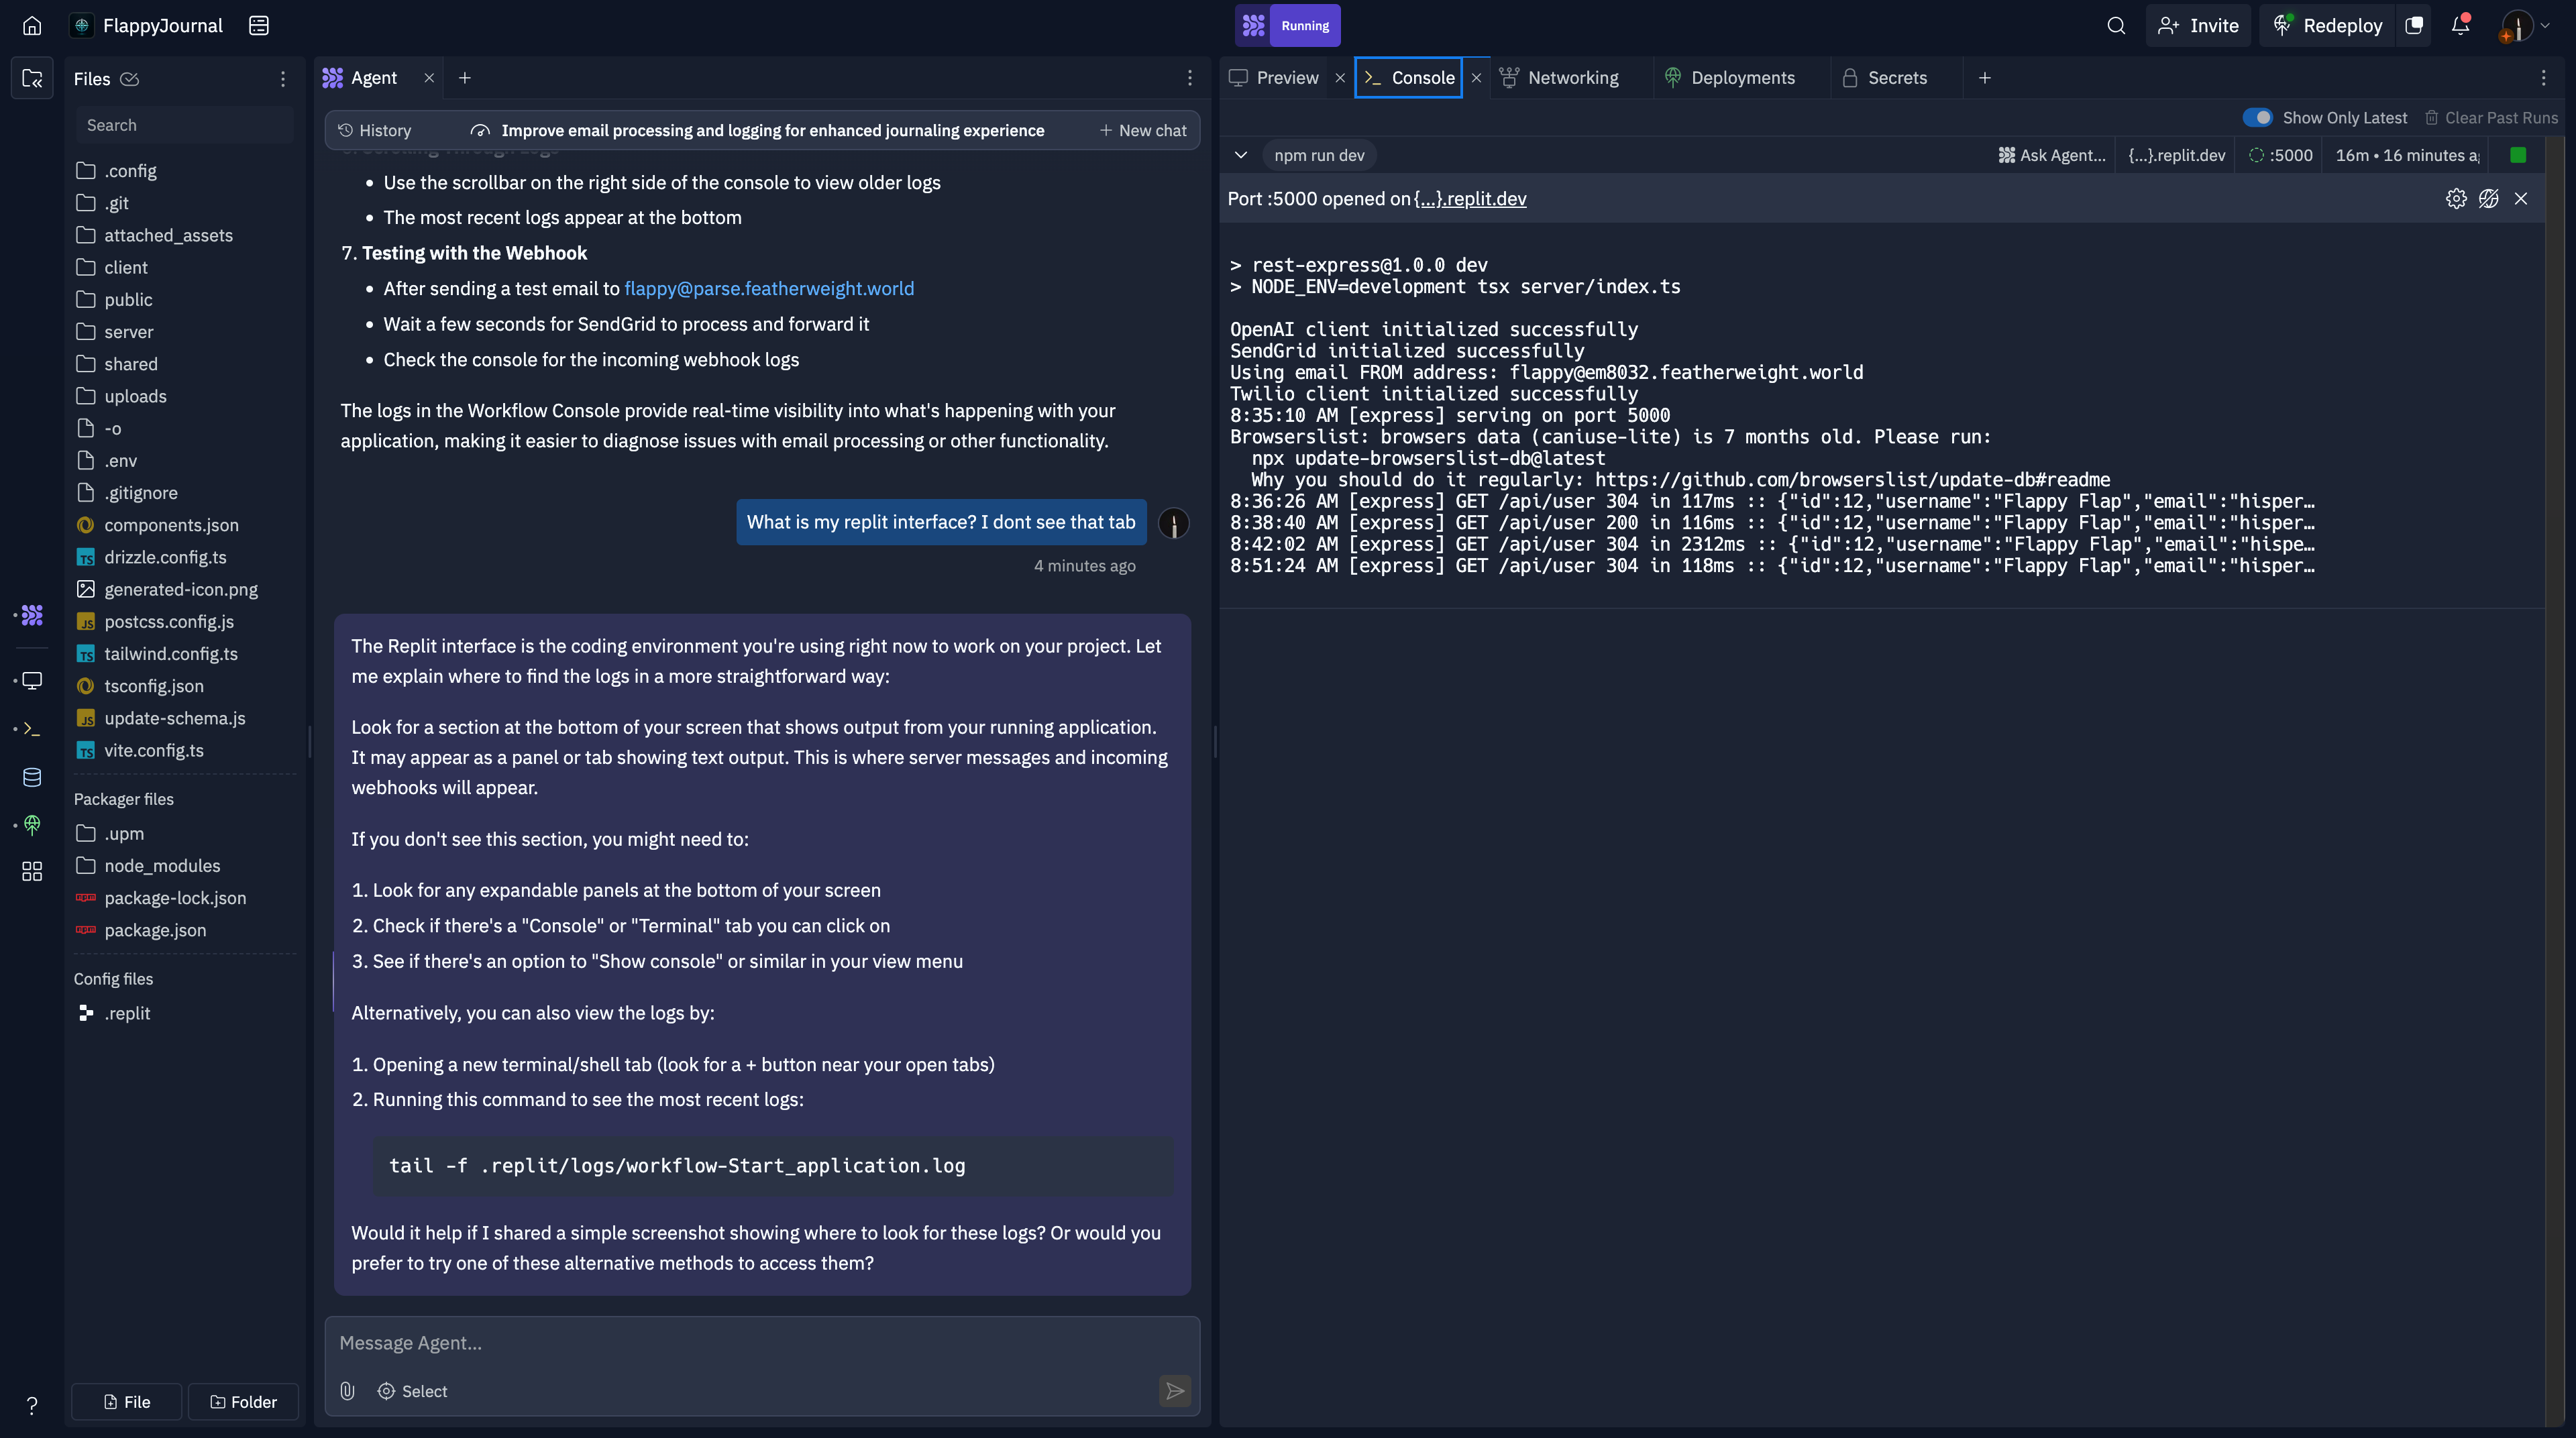 FlappyJournal
Running
Invite
Redeploy
Files
Search
.config
.git
attached_assets
client
public
server
shared
uploads
-o
.env
.gitignore
components.json
drizzle.config.ts
generated-icon.png
postcss.config.js
tailwind.config.ts
tsconfig.json
update-schema.js
vite.config.ts
Packager files
.upm
node_modules
package-lock.json
package.json
Config files
.replit
File
Folder
Agent
History
Improve email processing and logging for enhanced journaling experience
New chat
• Use the scrollbar on the right side of the console to view older logs
• The most recent logs appear at the bottom
7. Testing with the Webhook
• After sending a test email to flappy@parse.featherweight.world
• Wait a few seconds for SendGrid to process and forward it
• Check the console for the incoming webhook logs
The logs in the Workflow Console provide real-time visibility into what's happening with your
application, making it easier to diagnose issues with email processing or other functionality.
What is my replit interface? I dont see that tab
4 minutes ago
The Replit interface is the coding environment you're using right now to work on your project. Let
me explain where to find the logs in a more straightforward way:
Look for a section at the bottom of your screen that shows output from your running application.
It may appear as a panel or tab showing text output. This is where server messages and incoming
webhooks will appear.
If you don't see this section, you might need to:
1. Look for any expandable panels at the bottom of your screen
2. Check if there's a "Console" or "Terminal" tab you can click on
3. See if there's an option to "Show console" or similar in your view menu
Alternatively, you can also view the logs by:
1. Opening a new terminal/shell tab (look for a + button near your open tabs)
2. Running this command to see the most recent logs:
tail -f .replit/logs/workflow-Start_application.log
Would it help if I shared a simple screenshot showing where to look for these logs? Or would you
prefer to try one of these alternative methods to access them?
Message Agent...
Select
Preview
Console
Networking
Deployments
Secrets
Show Only Latest
Clear Past Runs
npm run dev
Ask Agent...
{...}.replit.dev
:5000
16m • 16 minutes a
Port :5000 opened on {...}.replit.dev
> rest-express@1.0.0 dev
> NODE_ENV=development tsx server/index.ts
OpenAI client initialized successfully
SendGrid initialized successfully
Using email FROM address: flappy@em8032.featherweight.world
Twilio client initialized successfully
8:35:10 AM [express] serving on port 5000
Browserslist: browsers data (caniuse-lite) is 7 months old. Please run:
npx update-browserslist-db@latest
Why you should do it regularly: https://github.com/browserslist/update-db#readme
8:36:26 AM [express] GET /api/user 304 in 117ms :: {"id":12,"username":"Flappy Flap","email":"hisper…
8:38:40 AM [express] GET /api/user 200 in 116ms :: {"id":12,"username":"Flappy Flap","email":"hisper…
8:42:02 AM [express] GET /api/user 304 in 2312ms :: {"id":12,"username":"Flappy Flap","email":"hispe…
8:51:24 AM [express] GET /api/user 304 in 118ms :: {"id":12,"username":"Flappy Flap","email":"hisper…